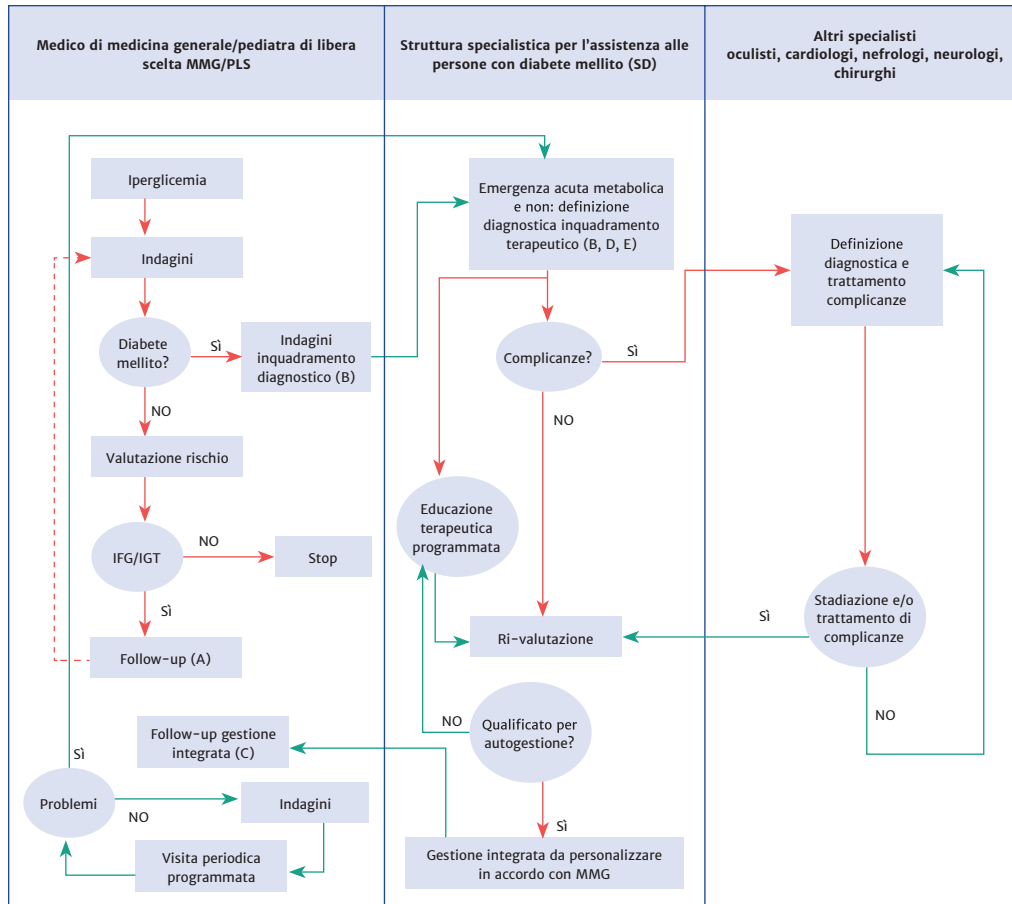 Medico di medicina generale/pediatra di libera
scelta MMG/PLS
Struttura specialistica per l'assistenza alle
persone con diabete mellito (SD)
Altri specialisti
oculisti, cardiologi, nefrologi, neurologi,
chirurghi
Iperglicemia
Indagini
Diabete
mellito?
Sì
Indagini
inquadramento
diagnostico (B)
NO
Valutazione rischio
IFG/IGT
NO
Stop
Sì
Follow-up (A)
Follow-up gestione
integrata (C)
Sì
Problemi
NO
Indagini
Visita periodica
programmata
Emergenza acuta metabolica
e non: definizione
diagnostica inquadramento
terapeutico (B, D, E)
Complicanze?
Sì
NO
Educazione
terapeutica
programmata
Ri-valutazione
NO
Qualificato per
autogestione?
Sì
Gestione integrata da personalizzare
in accordo con MMG
Definizione
diagnostica e
trattamento
complicanze
Stadiazione e/o
trattamento di
complicanze
Sì
NO